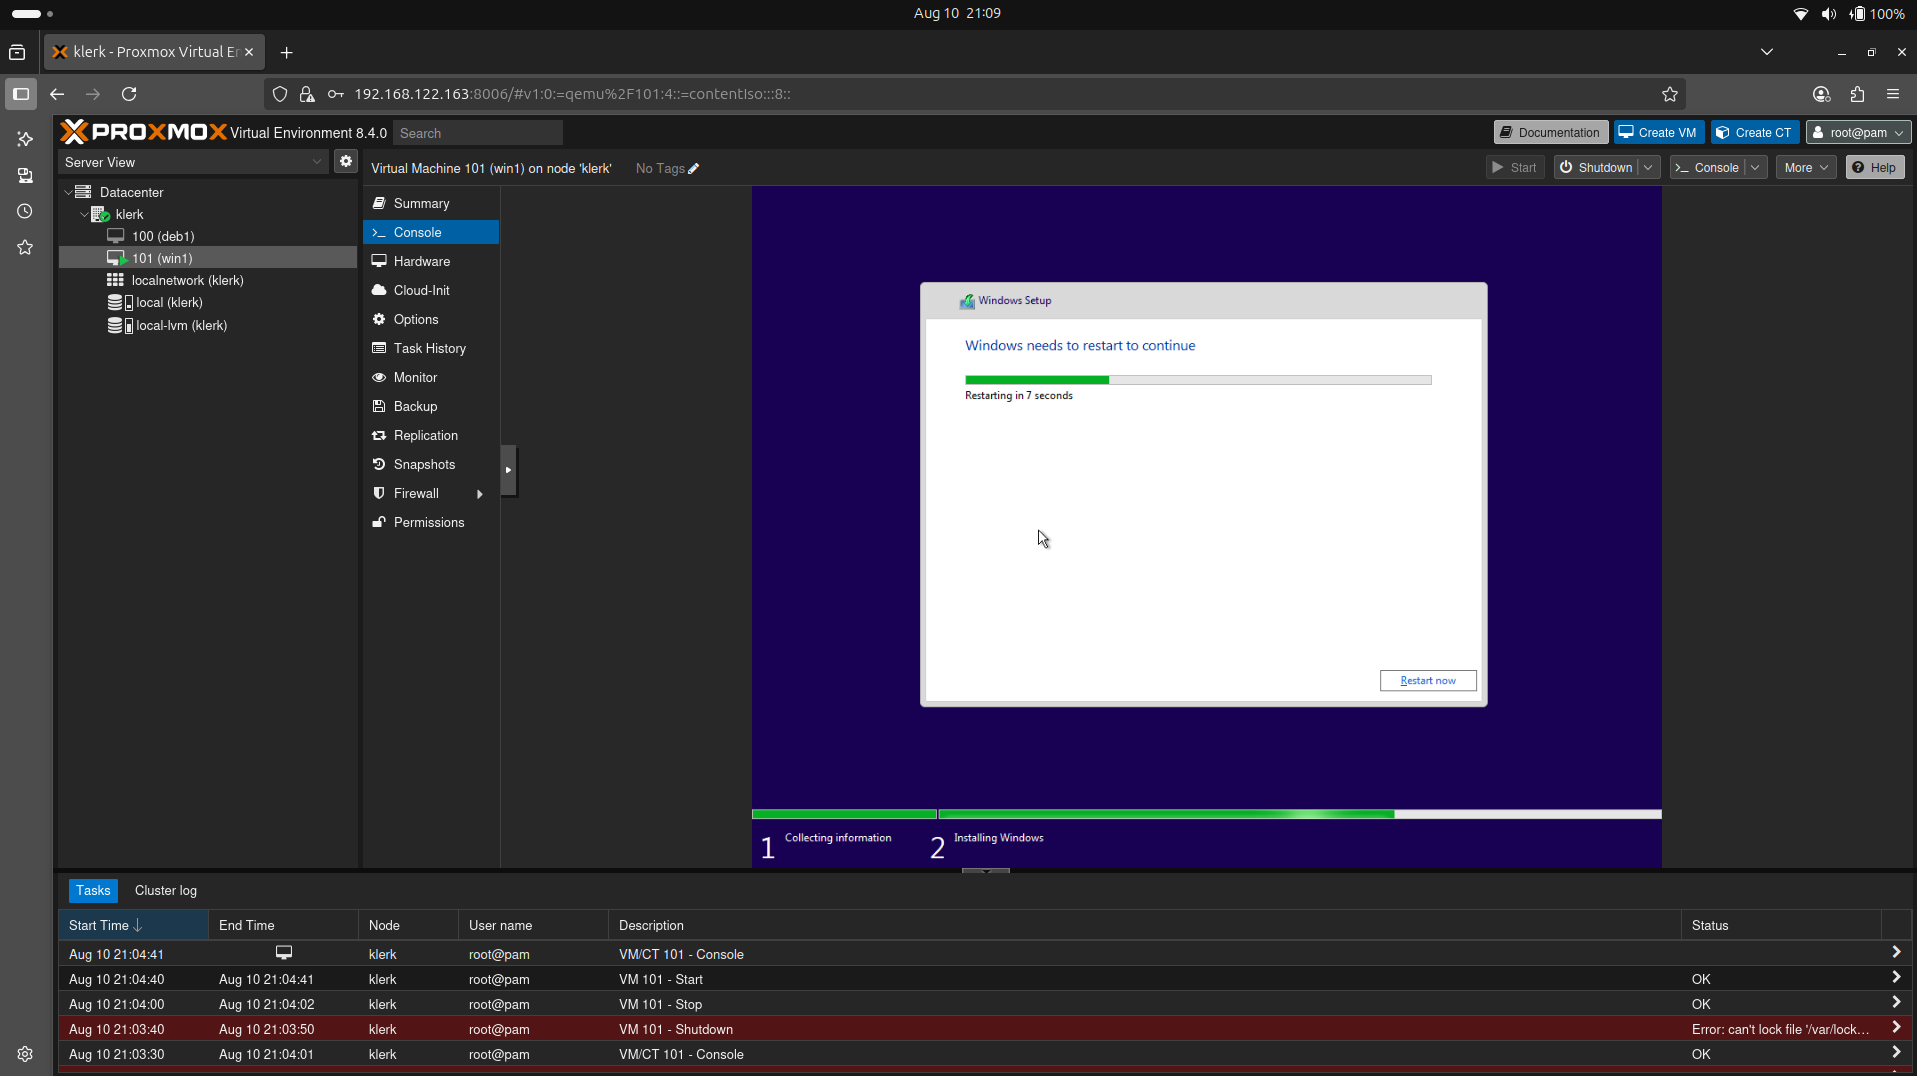 Aug 10 21:09
100%
klerk - Proxmox Virtual En
192.168.122.163:8006/#v1:0:=qemu%2F101:4::=contentIso:::8::
PROXMOX Virtual Environment 8.4.0
Search
Documentation
Create VM
Create CT
root@pam
Server View
Virtual Machine 101 (win1) on node 'klerk'
No Tags
Start
Shutdown
Console
More
Help
Datacenter
klerk
100 (deb1)
101 (win1)
localnetwork (klerk)
local (klerk)
local-lvm (klerk)
Summary
Console
Hardware
Cloud-Init
Options
Task History
Monitor
Backup
Replication
Snapshots
Firewall
Permissions
Windows Setup
Windows needs to restart to continue
Restarting in 7 seconds
Restart now
1 Collecting information
2 Installing Windows
Tasks
Cluster log
Start Time
End Time
Node
User name
Description
Status
Aug 10 21:04:41 klerk root@pam VM/CT 101 - Console
Aug 10 21:04:40 Aug 10 21:04:41 klerk root@pam VM 101 - Start OK
Aug 10 21:04:00 Aug 10 21:04:02 klerk root@pam VM 101 - Stop OK
Aug 10 21:03:40 Aug 10 21:03:50 klerk root@pam VM 101 - Shutdown Error: can't lock file '/var/lock...
Aug 10 21:03:30 Aug 10 21:04:01 klerk root@pam VM/CT 101 - Console OK